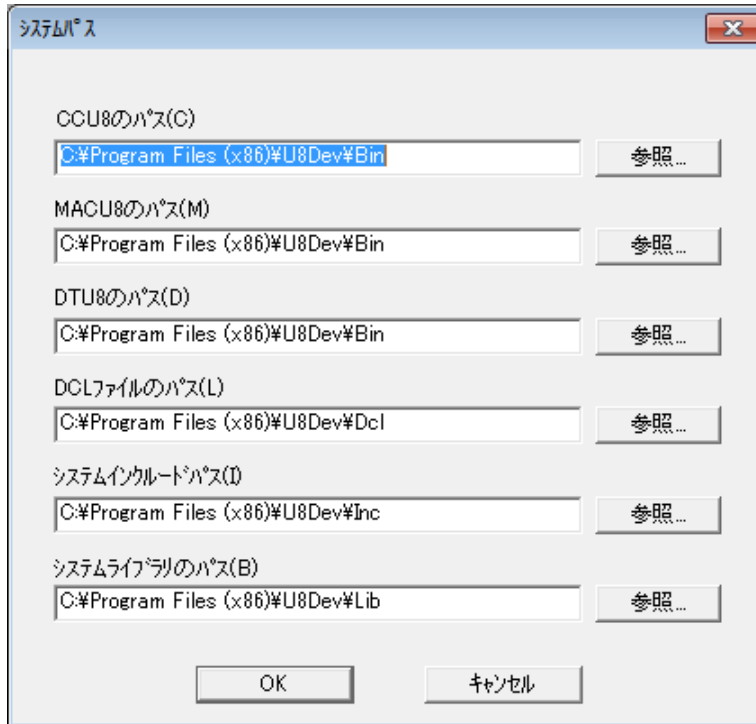 ｼｽﾃﾑﾊﾟｽ
CCU8のﾊﾟｽ(C)
C:¥Program Files (x86)¥U8Dev¥Bin
参照...
MACU8のﾊﾟｽ(M)
C:¥Program Files (x86)¥U8Dev¥Bin
参照...
DTU8のﾊﾟｽ(D)
C:¥Program Files (x86)¥U8Dev¥Bin
参照...
DCLﾌｧｲﾙのﾊﾟｽ(L)
C:¥Program Files (x86)¥U8Dev¥Dcl
参照...
ｼｽﾃﾑｲﾝｸﾙｰﾄﾞﾊﾟｽ(I)
C:¥Program Files (x86)¥U8Dev¥Inc
参照...
ｼｽﾃﾑﾗｲﾌﾞﾗﾘのﾊﾟｽ(B)
C:¥Program Files (x86)¥U8Dev¥Lib
参照...
OK
ｷｬﾝｾﾙ